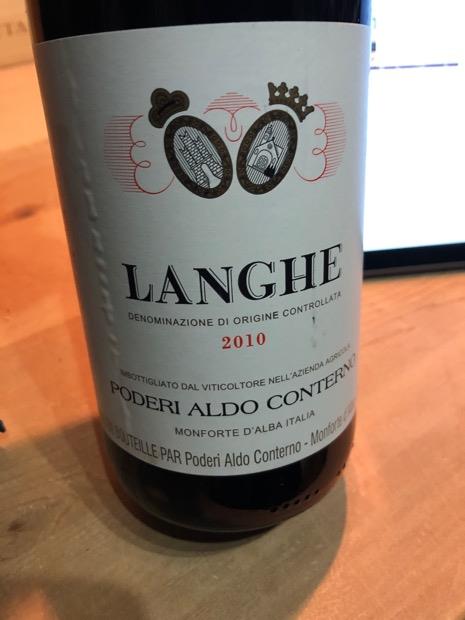 LANGHE
DENOMINAZIONE DI ORIGINE CONTROLLATA
2010
IMBOTTIGLIATO DAL VITICOLTORE NELL'AZIENDA AGRICOLA
PODERI ALDO CONTERNO
MONFORTE D'ALBA ITALIA
BOUTEILLE PAR Poderi Aldo Conterno - Monforte